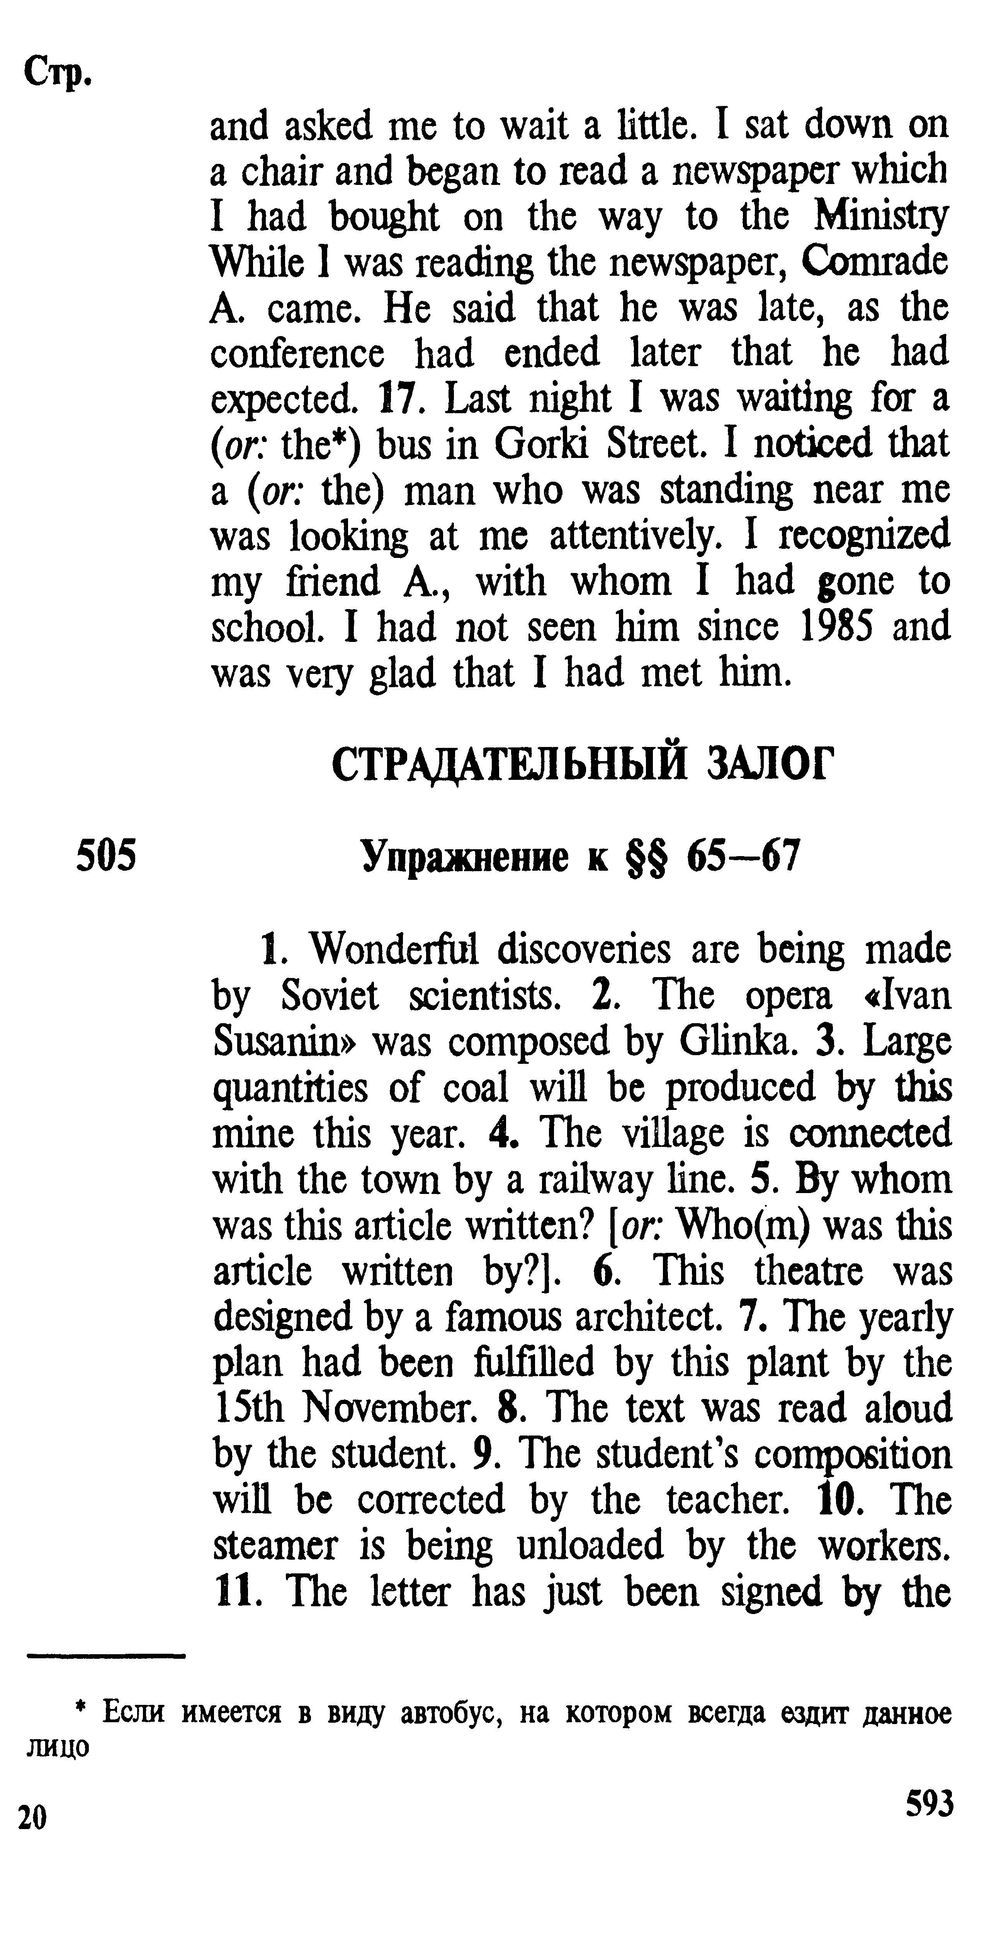 Стр.
and asked me to wait a little. I sat down on
a chair and began to read a newspaper which
I had bought on the way to the Ministry
While I was reading the newspaper, Comrade
A. came. He said that he was late, as the
conference had ended later that he had
expected. 17. Last night I was waiting for a
(or: the*) bus in Gorki Street. I noticed that
a (or: the) man who was standing near me
was looking at me attentively. I recognized
my friend A., with whom I had gone to
school. I had not seen him since 1985 and
was very glad that I had met him.
СТРАДАТЕЛЬНЫЙ ЗАЛОГ
505 Упражнение к §§ 65—67
1. Wonderful discoveries are being made
by Soviet scientists. 2. The opera «Ivan
Susanin» was composed by Glinka. 3. Large
quantities of coal will be produced by this
mine this year. 4. The village is connected
with the town by a railway line. 5. By whom
was this article written? [or: Who(m) was this
article written by?]. 6. This theatre was
designed by a famous architect. 7. The yearly
plan had been fulfilled by this plant by the
15th November. 8. The text was read aloud
by the student. 9. The student's composition
will be corrected by the teacher. 10. The
steamer is being unloaded by the workers.
11. The letter has just been signed by the
* Если имеется в виду автобус, на котором всегда ездит данное
лицо
20 593